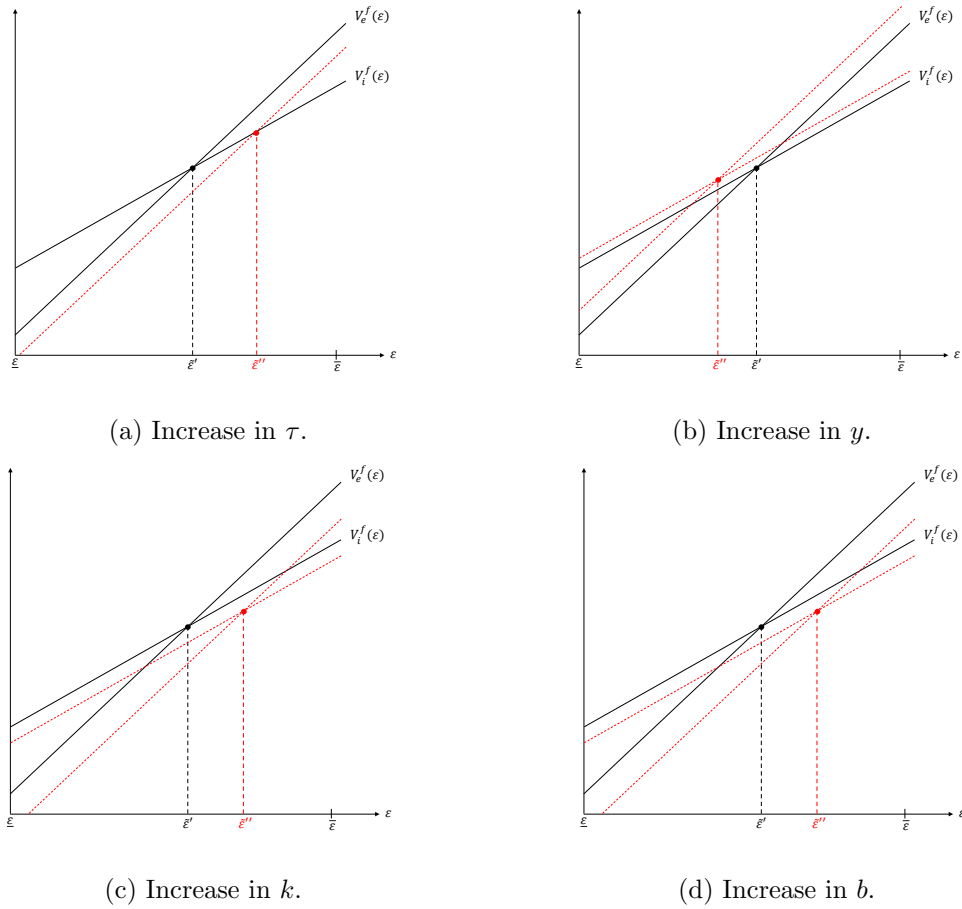 V_e^f(ε)
V_i^f(ε)
ε̲ ε̃′ ε̃′′ ε̅ ε
(a) Increase in τ.
V_e^f(ε)
V_i^f(ε)
ε̃′′ ε̃′ ε̅ ε
(b) Increase in y.
V_e^f(ε)
V_i^f(ε)
ε̲ ε̃′ ε̃′′ ε̅ ε
(c) Increase in k.
V_e^f(ε)
V_i^f(ε)
ε̲ ε̃′ ε̃′′ ε̅ ε
(d) Increase in b.